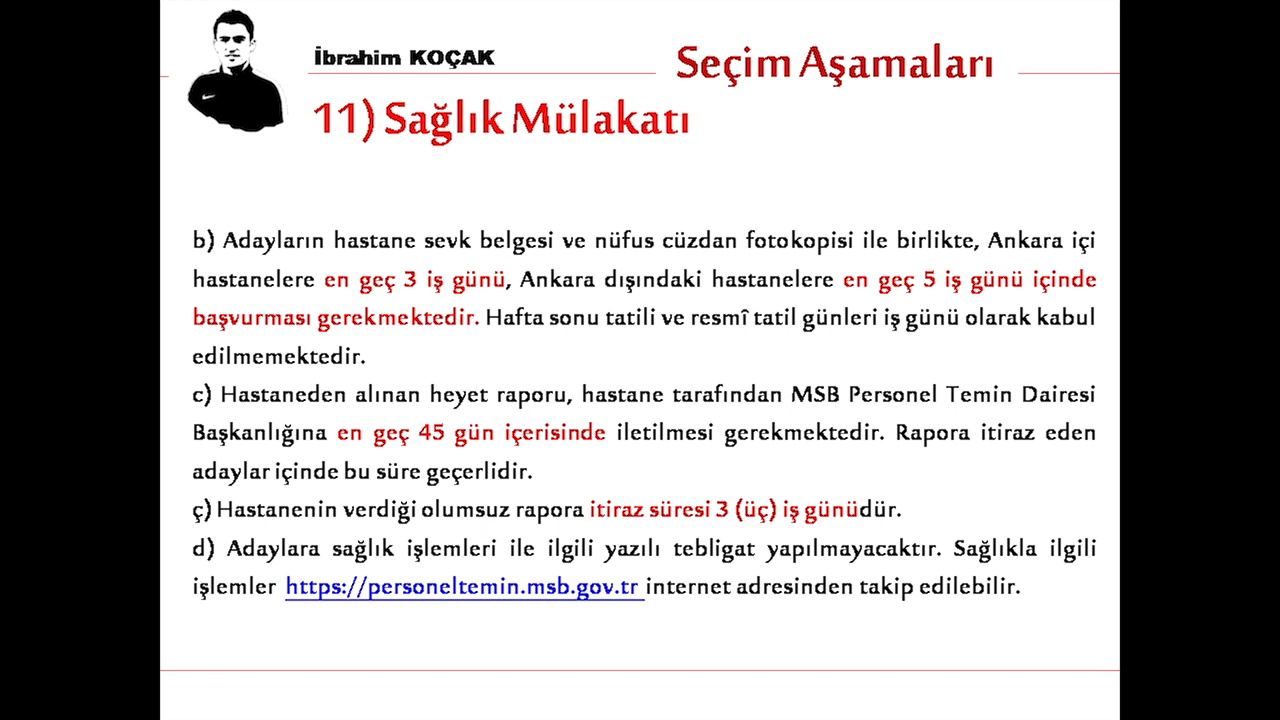 İbrahim KOÇAK
Seçim Aşamaları
11) Sağlık Mülakatı
b) Adayların hastane sevk belgesi ve nüfus cüzdan fotokopisi ile birlikte, Ankara içi
hastanelere en geç 3 iş günü, Ankara dışındaki hastanelere en geç 5 iş günü içinde
başvurması gerekmektedir. Hafta sonu tatili ve resmî tatil günleri iş günü olarak kabul
edilmemektedir.
c) Hastaneden alınan heyet raporu, hastane tarafından MSB Personel Temin Dairesi
Başkanlığına en geç 45 gün içerisinde iletilmesi gerekmektedir. Rapora itiraz eden
adaylar içinde bu süre geçerlidir.
ç) Hastanenin verdiği olumsuz rapora itiraz süresi 3 (üç) iş günüdür.
d) Adaylara sağlık işlemleri ile ilgili yazılı tebligat yapılmayacaktır. Sağlıkla ilgili
işlemler https://personeltemin.msb.gov.tr internet adresinden takip edilebilir.